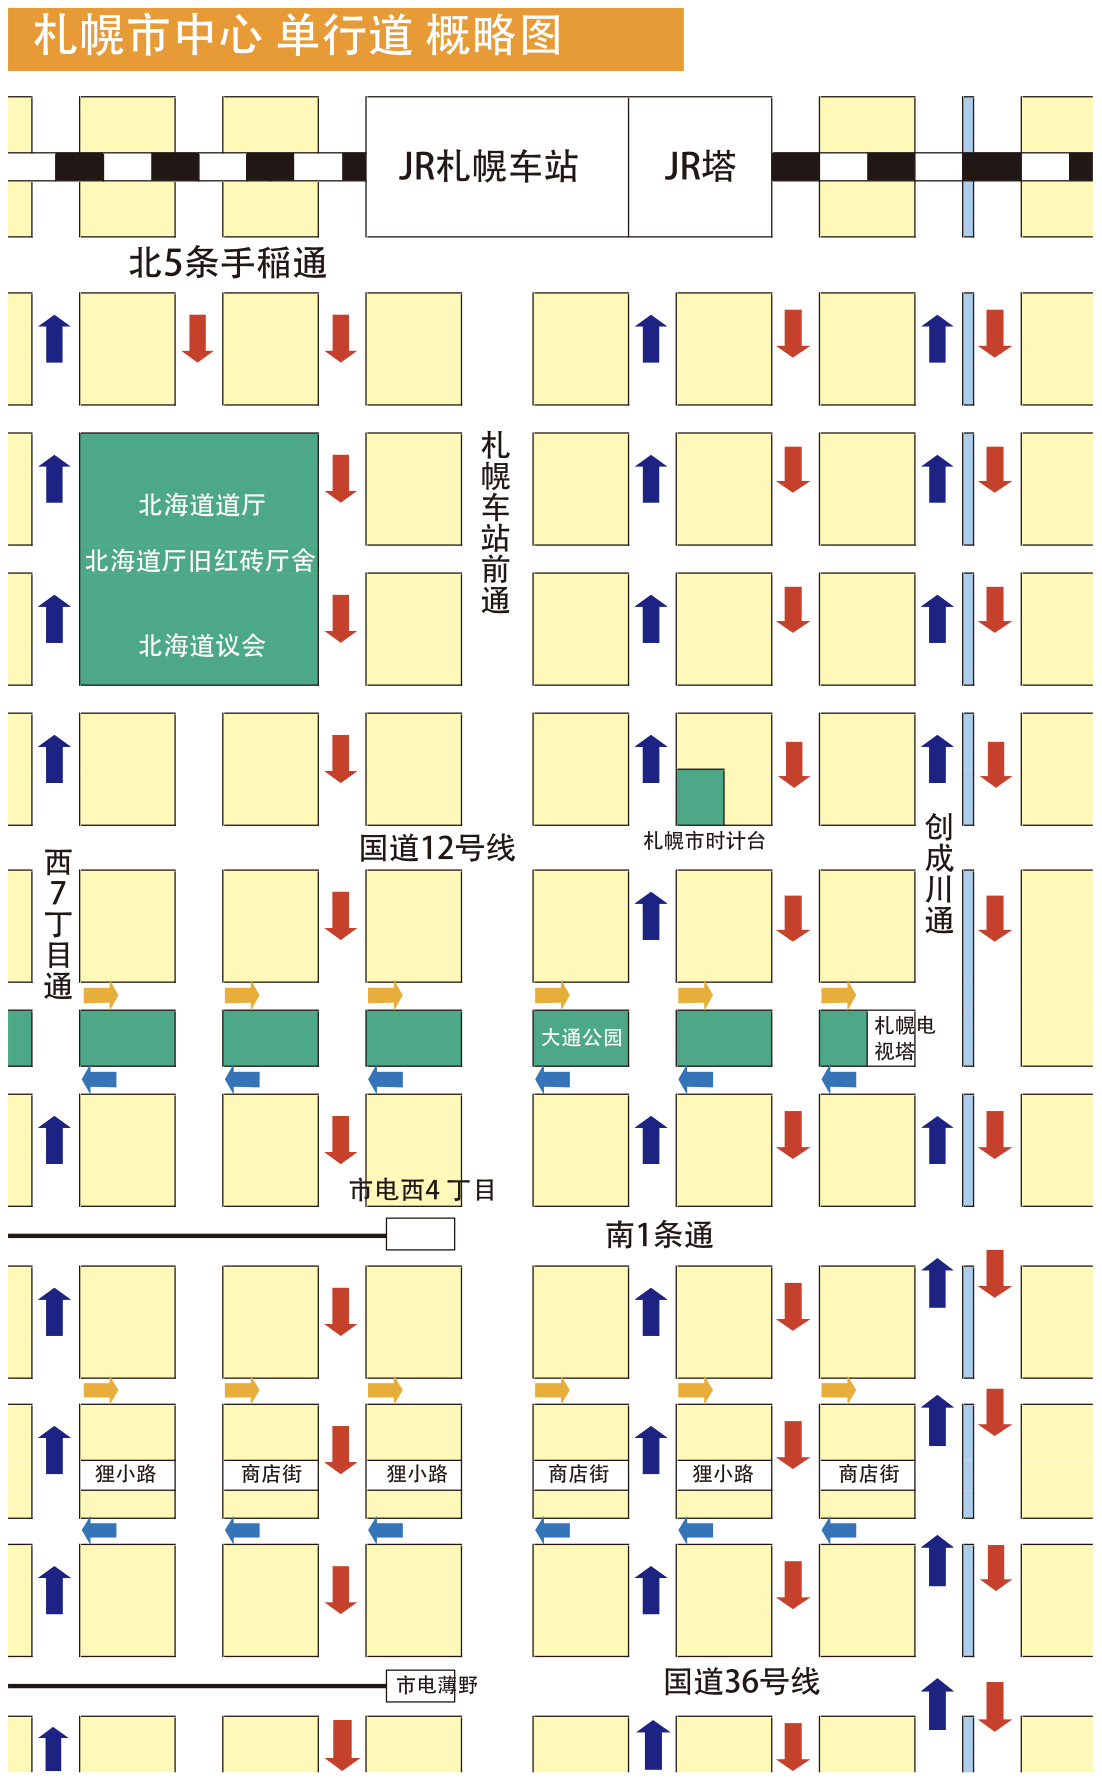 札幌市中心 单行道 概略图
JR札幌车站
JR塔
北5条手稲通
札幌车站前通
北海道道厅
北海道厅旧红砖厅舍
北海道议会
国道12号线
札幌市时计台
创成川通
西7丁目通
大通公园
札幌电
视塔
市电西4 丁目
南1条通
狸小路
商店街
狸小路
商店街
狸小路
商店街
市电薄野
国道36号线